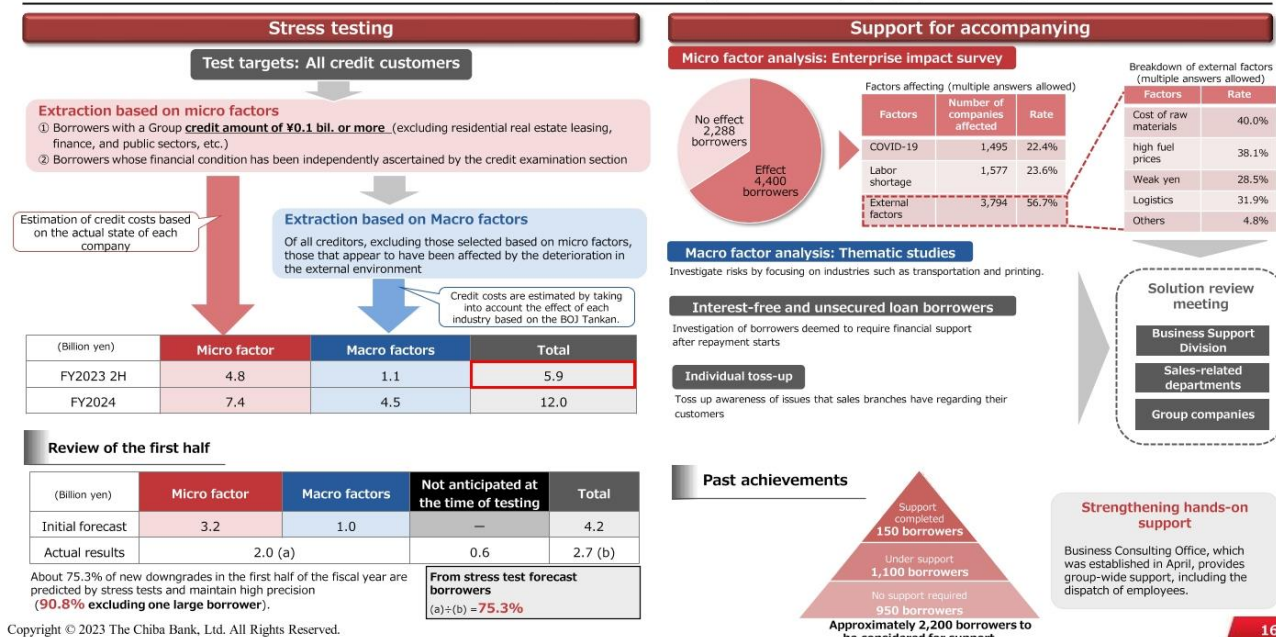 Stress testing
Test targets: All credit customers
Extraction based on micro factors
① Borrowers with a Group credit amount of ¥0.1 bil. or more (excluding residential real estate leasing,
finance, and public sectors, etc.)
② Borrowers whose financial condition has been independently ascertained by the credit examination section
Estimation of credit costs based
on the actual state of each
company
Extraction based on Macro factors
Of all creditors, excluding those selected based on micro factors,
those that appear to have been affected by the deterioration in
the external environment
Credit costs are estimated by taking
into account the effect of each
industry based on the BOJ Tankan.
(Billion yen) Micro factor Macro factors Total
FY2023 2H 4.8 1.1 5.9
FY2024 7.4 4.5 12.0
Review of the first half
(Billion yen) Micro factor Macro factors Not anticipated at
the time of testing Total
Initial forecast 3.2 1.0 — 4.2
Actual results 2.0 (a) 0.6 2.7 (b)
About 75.3% of new downgrades in the first half of the fiscal year are
predicted by stress tests and maintain high precision
(90.8% excluding one large borrower).
From stress test forecast
borrowers
(a)÷(b) =75.3%
Support for accompanying
Micro factor analysis: Enterprise impact survey
No effect
2,288
borrowers
Effect
4,400
borrowers
Factors affecting (multiple answers allowed)
Factors Number of
companies
affected Rate
COVID-19 1,495 22.4%
Labor
shortage 1,577 23.6%
External
factors 3,794 56.7%
Breakdown of external factors
(multiple answers allowed)
Factors Rate
Cost of raw
materials 40.0%
high fuel
prices 38.1%
Weak yen 28.5%
Logistics 31.9%
Others 4.8%
Macro factor analysis: Thematic studies
Investigate risks by focusing on industries such as transportation and printing.
Interest-free and unsecured loan borrowers
Investigation of borrowers deemed to require financial support
after repayment starts
Individual toss-up
Toss up awareness of issues that sales branches have regarding their
customers
Solution review
meeting
Business Support
Division
Sales-related
departments
Group companies
Past achievements
Support
completed
150 borrowers
Under support
1,100 borrowers
No support required
950 borrowers
Approximately 2,200 borrowers to
be considered for support
Strengthening hands-on
support
Business Consulting Office, which
was established in April, provides
group-wide support, including the
dispatch of employees.
Copyright © 2023 The Chiba Bank, Ltd. All Rights Reserved.
16